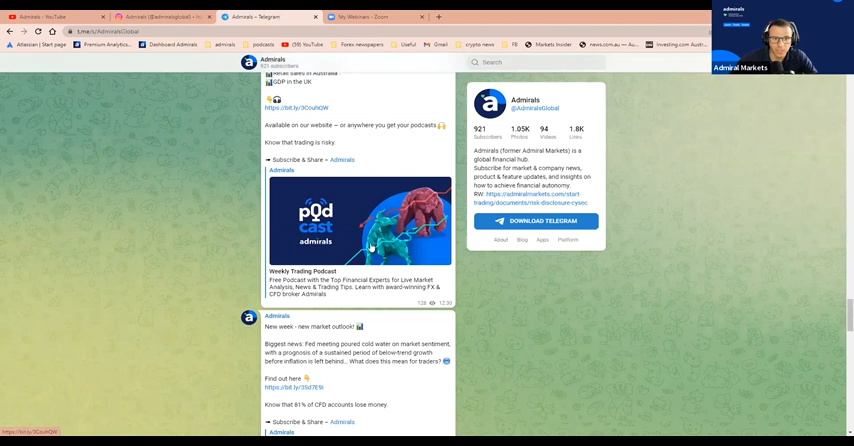 Admirals - YouTube
Admirals (@admiralsglobal) • In
Admirals – Telegram
My Webinars - Zoom
t.me/s/AdmiralsGlobal
Atlassian | Start page
Premium Analytics...
Dashboard Admirals
admirals
podcasts
(59) YouTube
Forex newspapers
Useful
Gmail
crypto news
FB
Market Insider
news.com.au — Au...
Investing.com Austr...
admirals
Admiral Markets
Admirals
921 subscribers
Search
Retail sales in Australia
GDP in the UK
https://bit.ly/3CouhQW
Available on our website — or anywhere you get your podcasts
Know that trading is risky.
Subscribe & Share – Admirals
Admirals
podcast
admirals
Weekly Trading Podcast
Free Podcast with the Top Financial Experts for Live Market
Analysis, News & Trading Tips. Learn with award-winning FX &
CFD broker Admirals
128 12:30
Admirals
New week - new market outlook!
Biggest news: Fed meeting poured cold water on market sentiment,
with a prognosis of a sustained period of below-trend growth
before inflation is left behind... What does this mean for traders?
Find out here
https://bit.ly/35d7E9I
Know that 81% of CFD accounts lose money.
Subscribe & Share – Admirals
Admirals
Admirals
@AdmiralsGlobal
921 1.05K 94 1.8K
Subscribers Photos Videos Links
Admirals (former Admiral Markets) is a
global financial hub.
Subscribe for market & company news,
product & feature updates, and insights on
how to achieve financial autonomy.
RW: https://admiralmarkets.com/start-
trading/documents/risk-disclosure-cysec
DOWNLOAD TELEGRAM
About Blog Apps Platform
https://bit.ly/3CouhQW